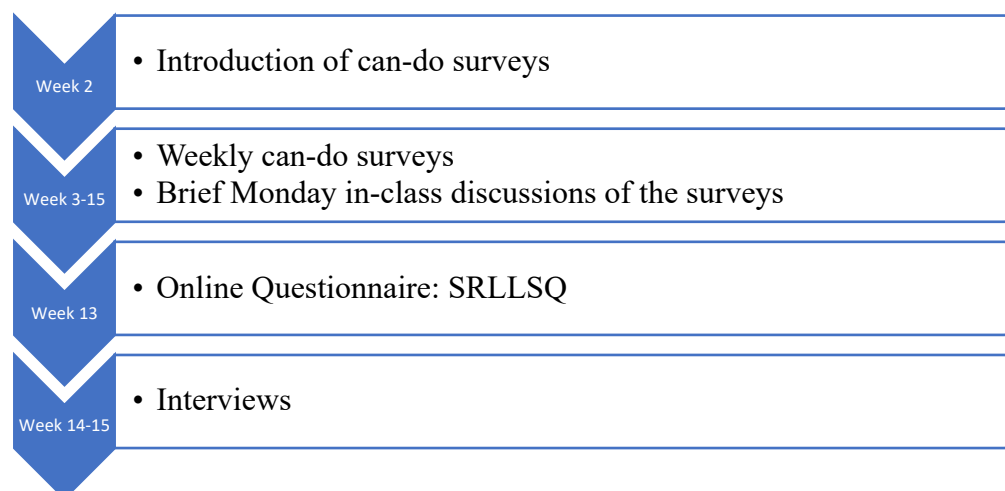 Week 2
• Introduction of can-do surveys
Week 3-15
• Weekly can-do surveys
• Brief Monday in-class discussions of the surveys
Week 13
• Online Questionnaire: SRLLSQ
Week 14-15
• Interviews